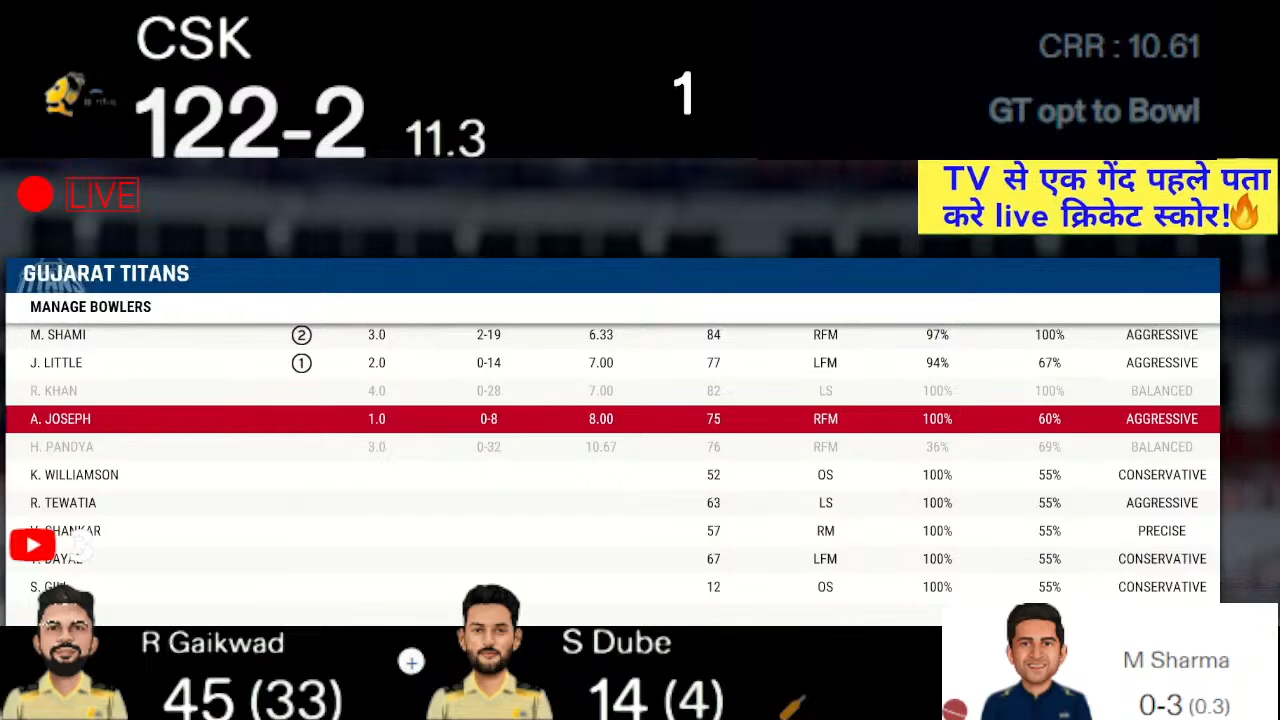 CSK
122-2 11.3
1
CRR : 10.61
GT opt to Bowl
LIVE
TV से एक गेंद पहले पता
करे live क्रिकेट स्कोर!🔥
GUJARAT TITANS
MANAGE BOWLERS
M. SHAMI 2 3.0 2-19 6.33 84 RFM 97% 100% AGGRESSIVE
J. LITTLE 1 2.0 0-14 7.00 77 LFM 94% 67% AGGRESSIVE
R. KHAN 4.0 0-28 7.00 82 LS 100% 100% BALANCED
A. JOSEPH 1.0 0-8 8.00 75 RFM 100% 60% AGGRESSIVE
H. PANDYA 3.0 0-32 10.67 76 RFM 36% 69% BALANCED
K. WILLIAMSON 52 OS 100% 55% CONSERVATIVE
R. TEWATIA 63 LS 100% 55% AGGRESSIVE
SHANKAR 57 RM 100% 55% PRECISE
DAYAL 67 LFM 100% 55% CONSERVATIVE
S. GILL 12 OS 100% 55% CONSERVATIVE
R Gaikwad
45 (33)
+
S Dube
14 (4)
M Sharma
0-3 (0.3)